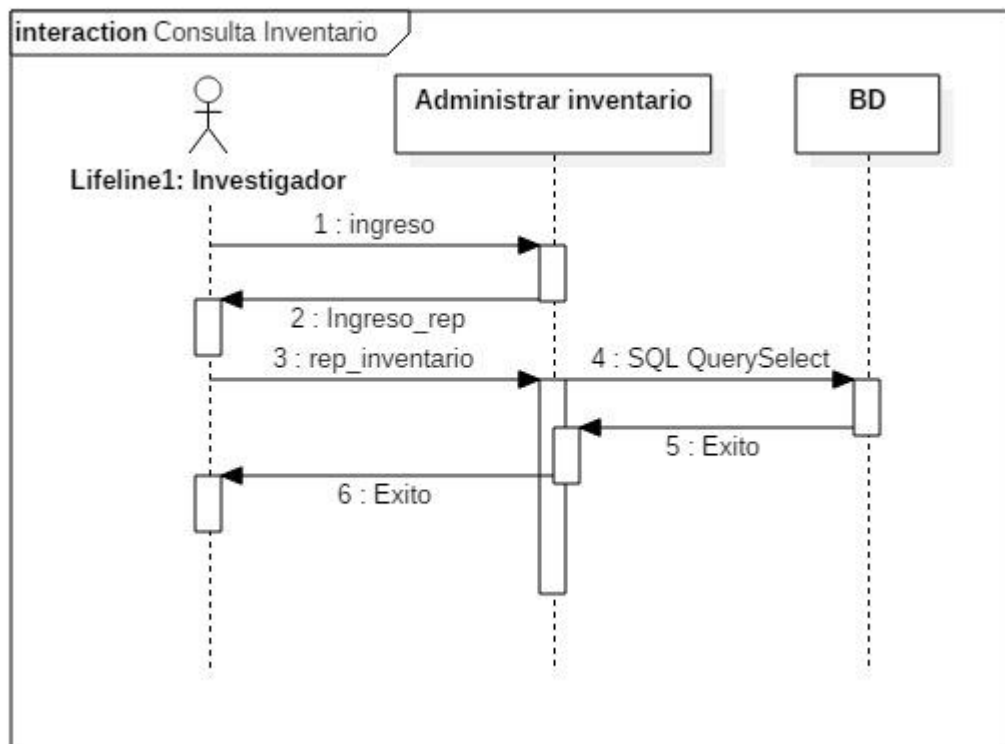 interaction Consulta Inventario
Administrar inventario
BD
Lifeline1: Investigador
1 : ingreso
2 : Ingreso_rep
3 : rep_inventario
4 : SQL QuerySelect
5 : Exito
6 : Exito